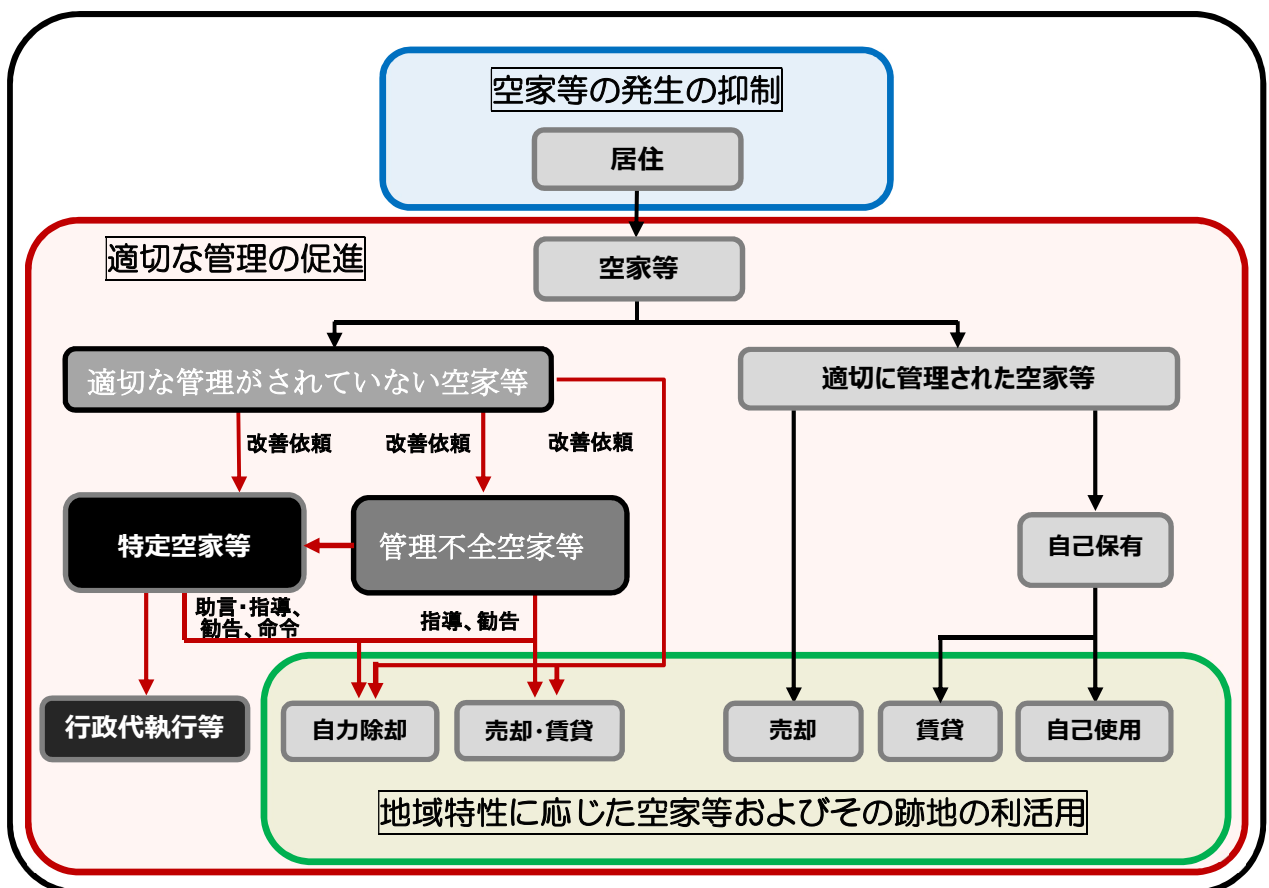 空家等の発生の抑制
居住
適切な管理の促進
空家等
適切な管理がされていない空家等
適切に管理された空家等
改善依頼
改善依頼
改善依頼
特定空家等
管理不全空家等
自己保有
助言・指導、
勧告、命令
指導、勧告
行政代執行等
自力除却
売却・賃貸
売却
賃貸
自己使用
地域特性に応じた空家等およびその跡地の利活用